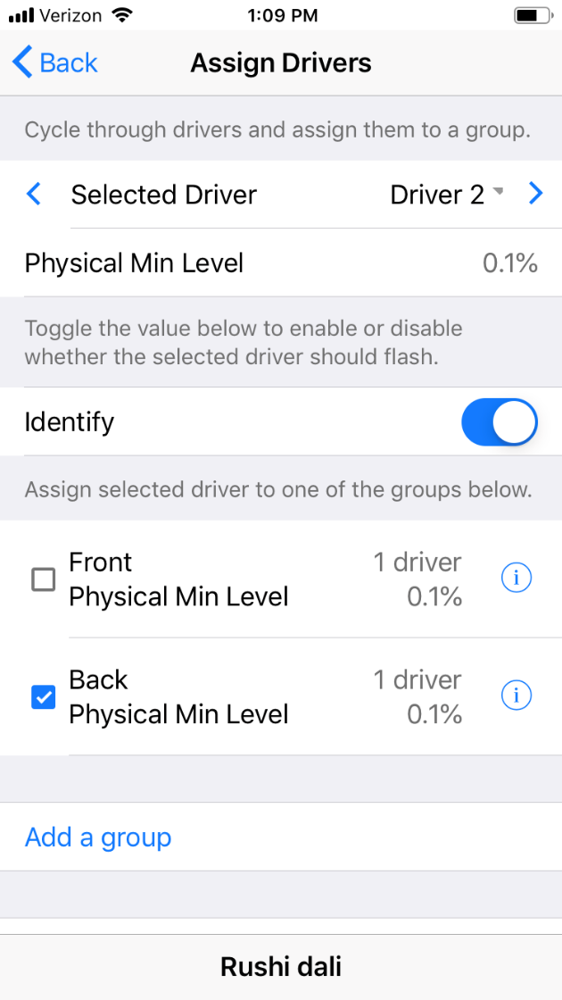 Verizon 1:09 PM
Back Assign Drivers
Cycle through drivers and assign them to a group.
Selected Driver Driver 2
Physical Min Level 0.1%
Toggle the value below to enable or disable
whether the selected driver should flash.
Identify
Assign selected driver to one of the groups below.
Front 1 driver
Physical Min Level 0.1%
Back 1 driver
Physical Min Level 0.1%
Add a group
Rushi dali